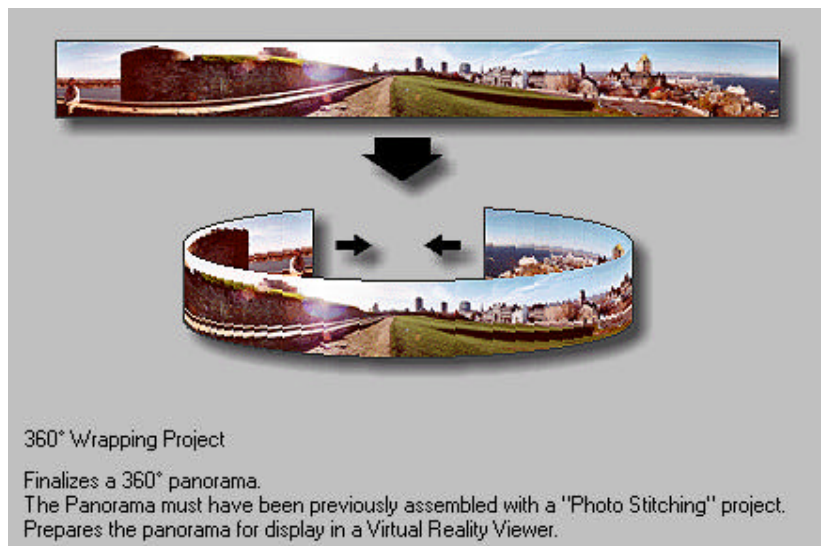 360° Wrapping Project
Finalizes a 360° panorama.
The Panorama must have been previously assembled with a "Photo Stitching" project.
Prepares the panorama for display in a Virtual Reality Viewer.